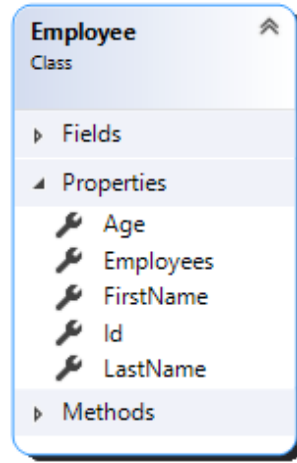 Employee
Class
Fields
Properties
Age
Employees
FirstName
Id
LastName
Methods